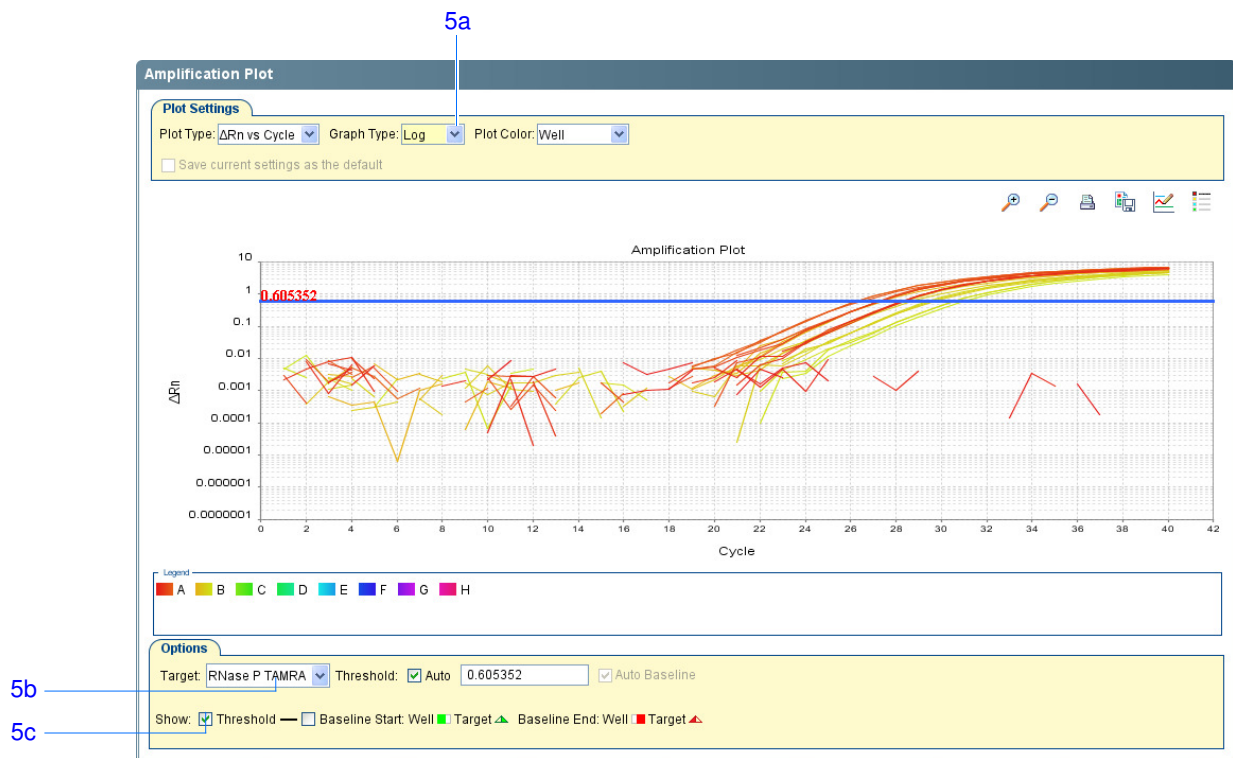 5a
Amplification Plot
Plot Settings
Plot Type: ΔRn vs Cycle Graph Type: Log Plot Color: Well
Save current settings as the default
Amplification Plot
10
1
0.605352
0.1
0.01
0.001
0.0001
0.00001
0.000001
0.0000001
ΔRn
0 2 4 6 8 10 12 14 16 18 20 22 24 26 28 30 32 34 36 38 40 42
Cycle
Legend
A B C D E F G H
Options
Target: RNase P TAMRA Threshold: Auto 0.605352 Auto Baseline
5b
Show: Threshold Baseline Start: Well Target Baseline End: Well Target
5c